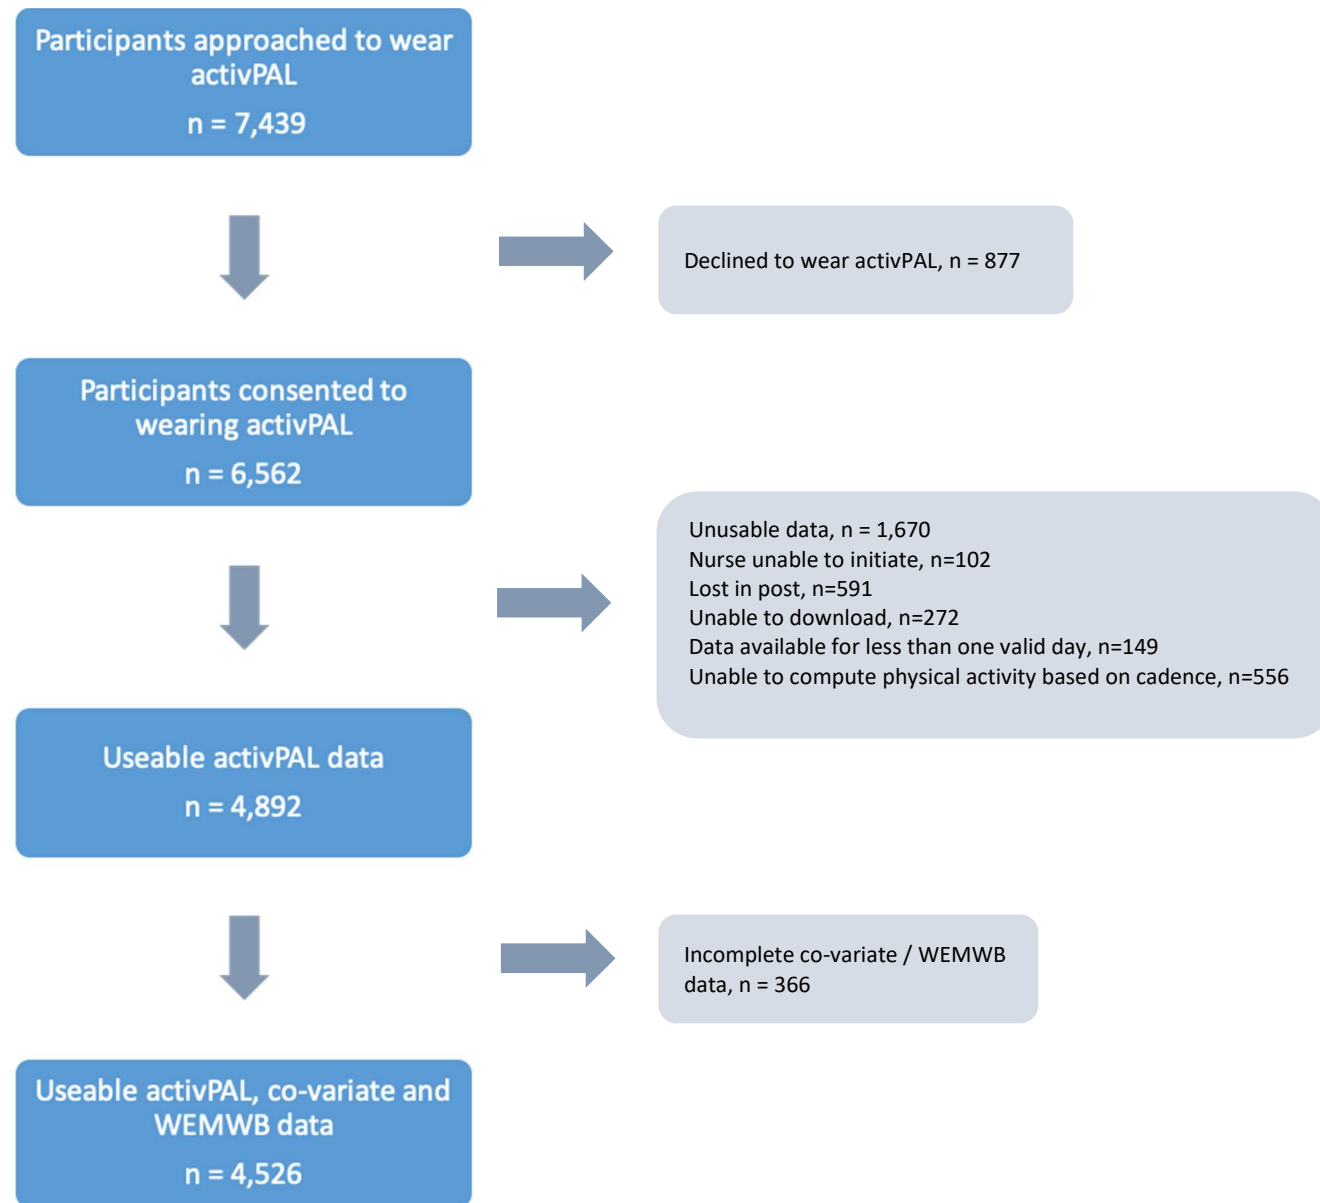 Participants approached to wear
activPAL
n = 7,439
Declined to wear activPAL, n = 877
Participants consented to
wearing activPAL
n = 6,562
Unusable data, n = 1,670
Nurse unable to initiate, n=102
Lost in post, n=591
Unable to download, n=272
Data available for less than one valid day, n=149
Unable to compute physical activity based on cadence, n=556
Useable activPAL data
n = 4,892
Incomplete co-variate / WEMWB
data, n = 366
Useable activPAL, co-variate and
WEMWB data
n = 4,526